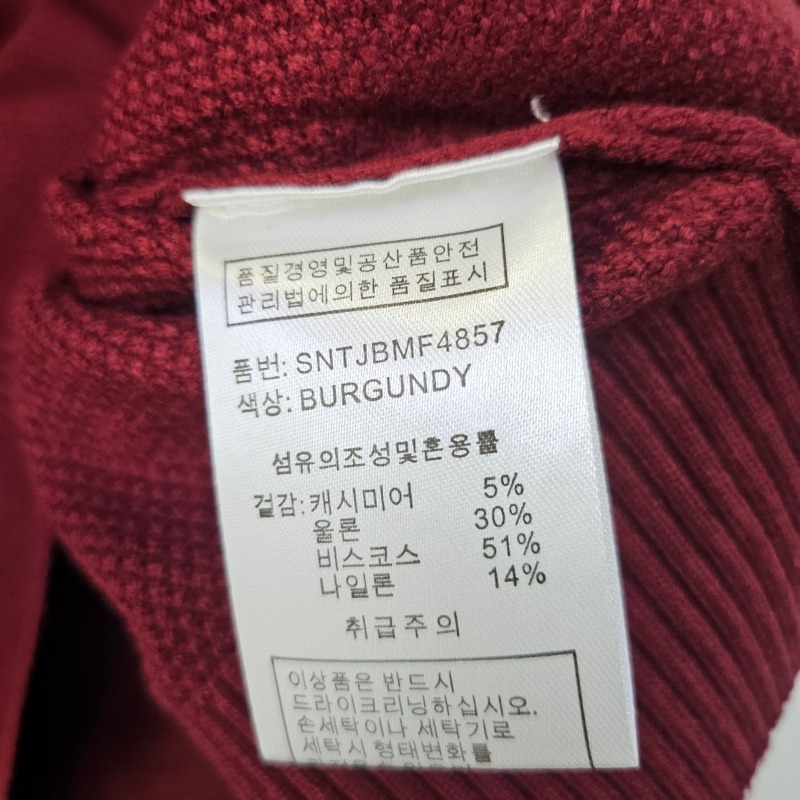 품질경영및공산품안전
관리법에의한 품질표시
품번: SNTJBMF4857
색상: BURGUNDY
섬유의조성및혼용률
겉감: 캐시미어 5%
울론 30%
비스코스 51%
나일론 14%
취급주의
이상품은 반드시
드라이크리닝하십시오.
손세탁이나 세탁기로
세탁시 형태변화를